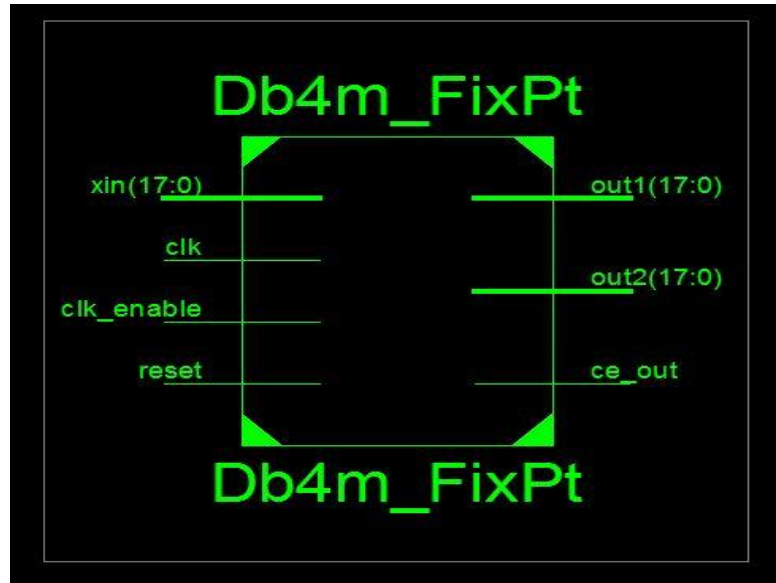 Db4m_FixPt
xin(17:0)
out1(17:0)
clk
out2(17:0)
clk_enable
reset
ce_out
Db4m_FixPt